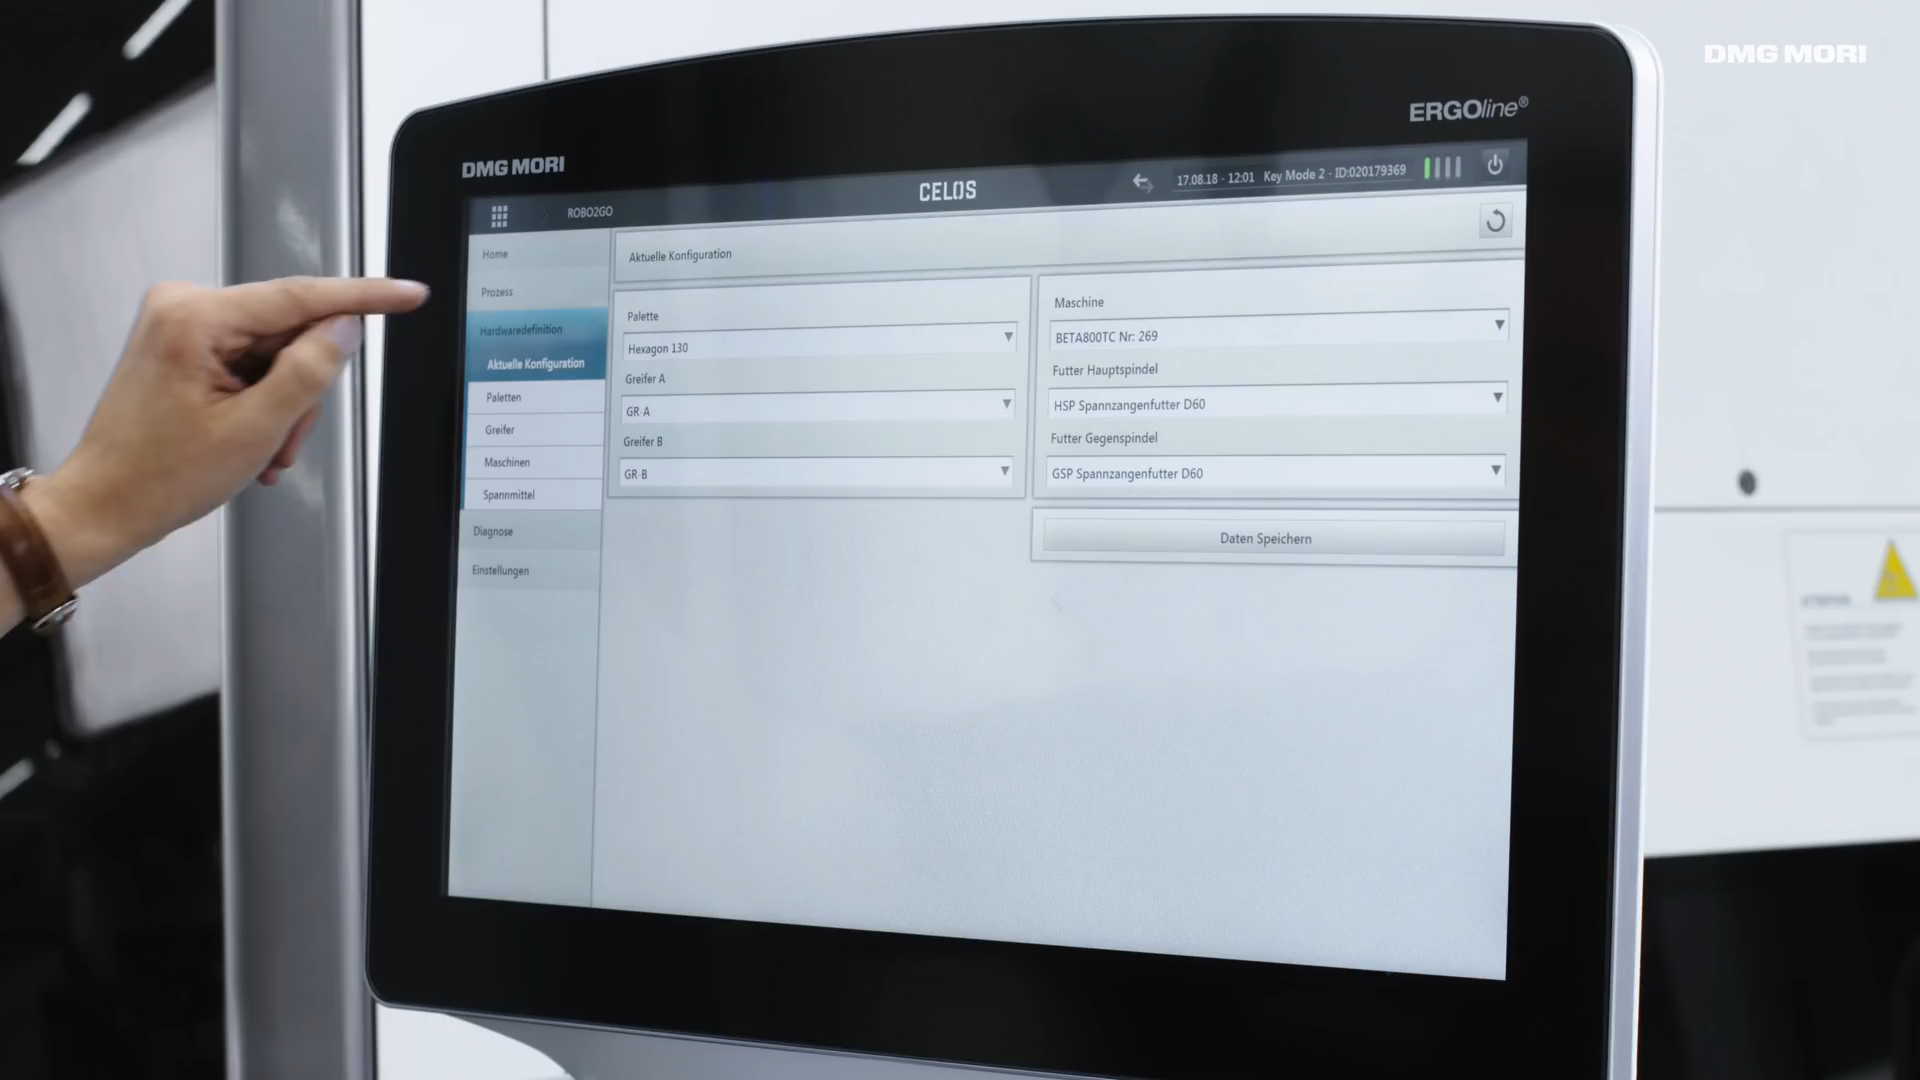 DMG MORI
ERGOline®
DMG MORI
CELOS
17.08.18 - 12:01 Key Mode 2 - ID:020179369
ROBO2GO
Home
Prozess
Hardwaredefinition
Aktuelle Konfiguration
Paletten
Greifer
Maschinen
Spannmittel
Diagnose
Einstellungen
Aktuelle Konfiguration
Palette
Hexagon 130
Greifer A
GR-A
Greifer B
GR-B
Maschine
BETA800TC Nr: 269
Futter Hauptspindel
HSP Spannzangenfutter D60
Futter Gegenspindel
GSP Spannzangenfutter D60
Daten Speichern